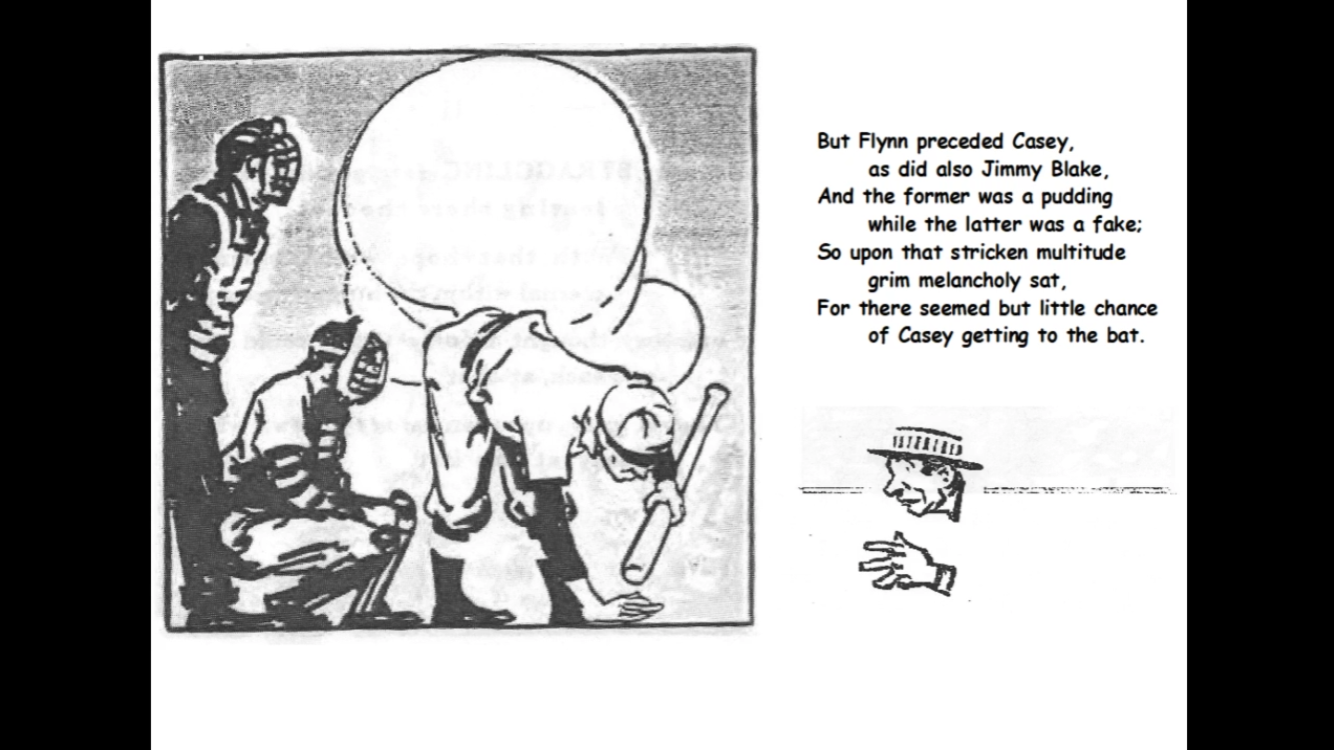 But Flynn preceded Casey,
as did also Jimmy Blake,
And the former was a pudding
while the latter was a fake;
So upon that stricken multitude
grim melancholy sat,
For there seemed but little chance
of Casey getting to the bat.